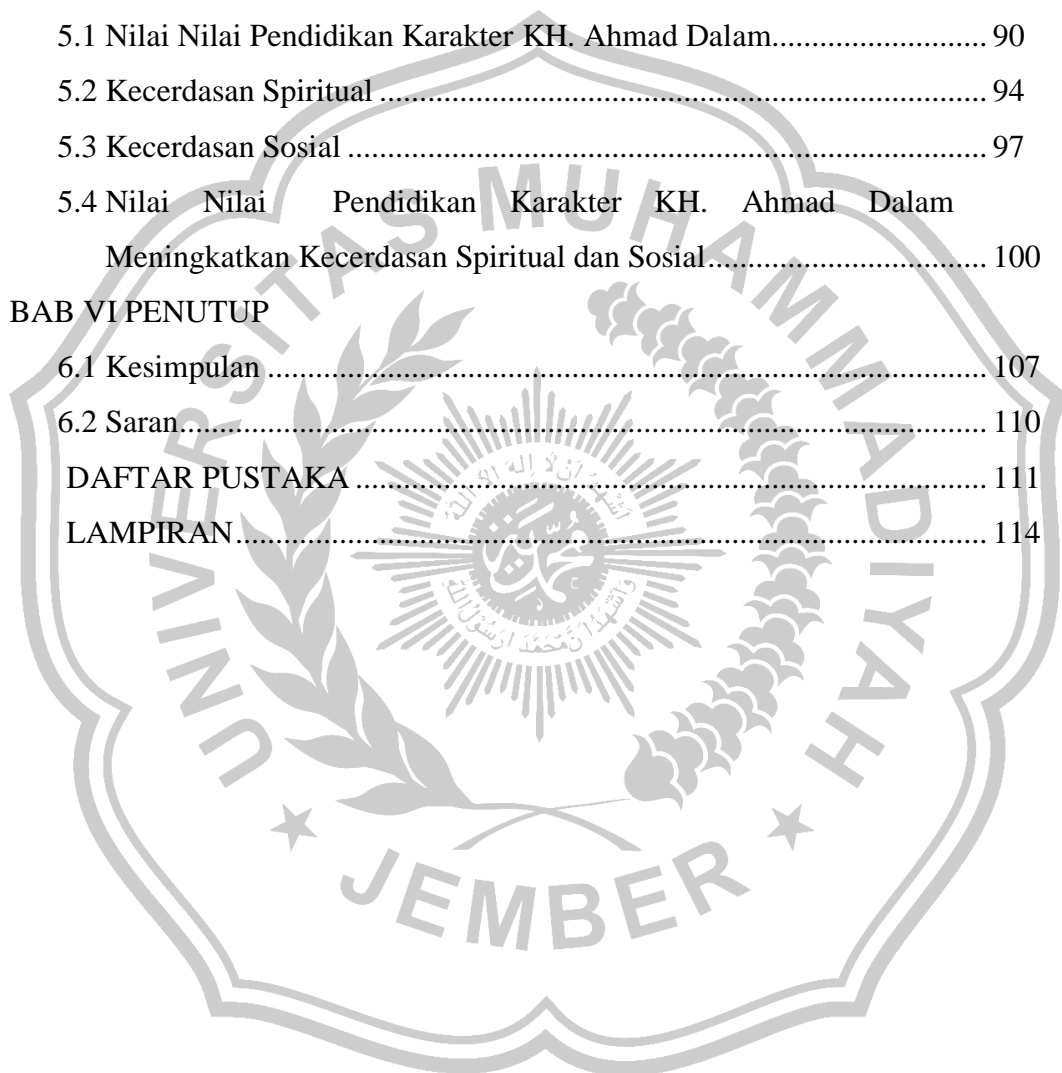 5.1 Nilai Nilai Pendidikan Karakter KH. Ahmad Dalam.......................... 90
5.2 Kecerdasan Spiritual.......................................................................... 94
5.3 Kecerdasan Sosial.............................................................................. 97
5.4 Nilai Nilai Pendidikan Karakter KH. Ahmad Dalam
Meningkatkan Kecerdasan Spiritual dan Sosial.................................. 100
BAB VI PENUTUP
6.1 Kesimpulan........................................................................................ 107
6.2 Saran.................................................................................................. 110
DAFTAR PUSTAKA............................................................................. 111
LAMPIRAN........................................................................................... 114
UNIVERSITAS MUHAMMADIYAH
JEMBER